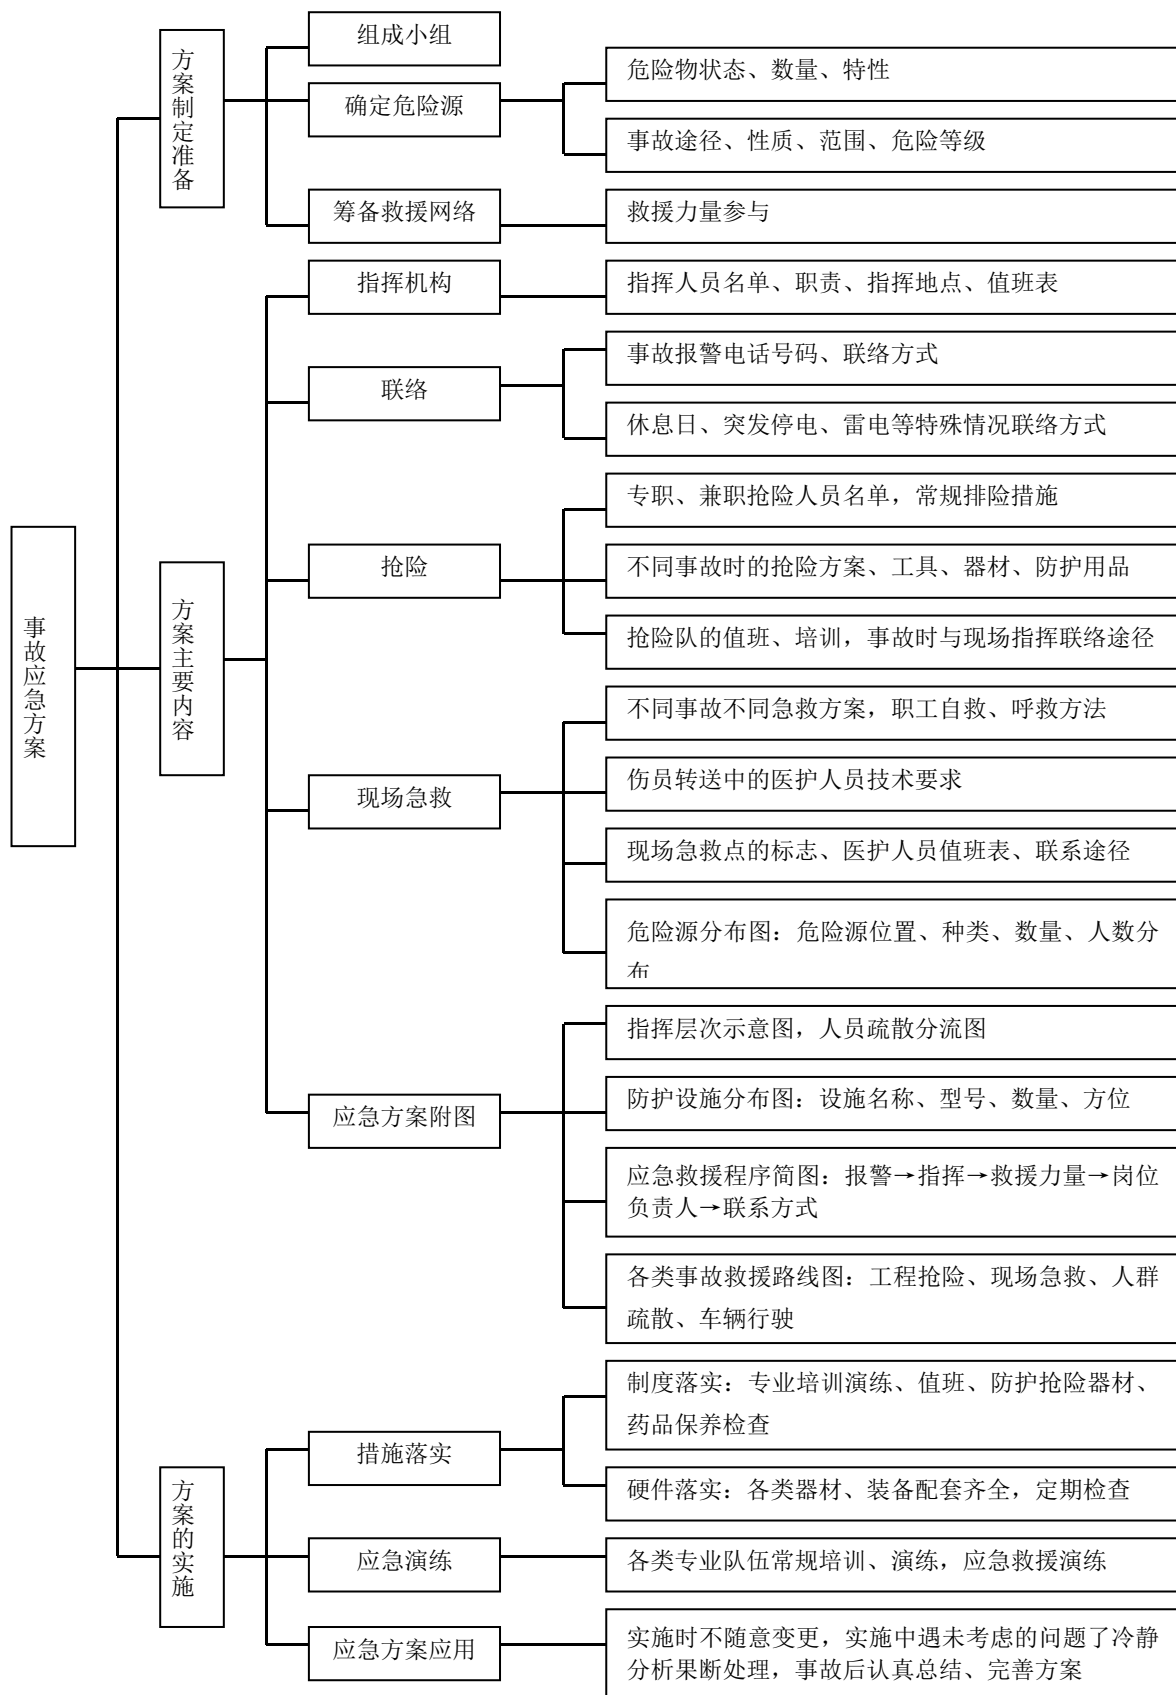 事故应急方案
方案制定准备
组成小组
确定危险源
危险物状态、数量、特性
事故途径、性质、范围、危险等级
筹备救援网络
救援力量参与
方案主要内容
指挥机构
指挥人员名单、职责、指挥地点、值班表
联络
事故报警电话号码、联络方式
休息日、突发停电、雷电等特殊情况联络方式
抢险
专职、兼职抢险人员名单，常规排险措施
不同事故时的抢险方案、工具、器材、防护用品
抢险队的值班、培训，事故时与现场指挥联络途径
现场急救
不同事故不同急救方案，职工自救、呼救方法
伤员转送中的医护人员技术要求
现场急救点的标志、医护人员值班表、联系途径
危险源分布图：危险源位置、种类、数量、人数分
布
应急方案附图
指挥层次示意图，人员疏散分流图
防护设施分布图：设施名称、型号、数量、方位
应急救援程序简图：报警→指挥→救援力量→岗位
负责人→联系方式
各类事故救援路线图：工程抢险、现场急救、人群
疏散、车辆行驶
方案的实施
措施落实
制度落实：专业培训演练、值班、防护抢险器材、
药品保养检查
硬件落实：各类器材、装备配套齐全，定期检查
应急演练
各类专业队伍常规培训、演练，应急救援演练
应急方案应用
实施时不随意变更，实施中遇未考虑的问题了冷静
分析果断处理，事故后认真总结、完善方案